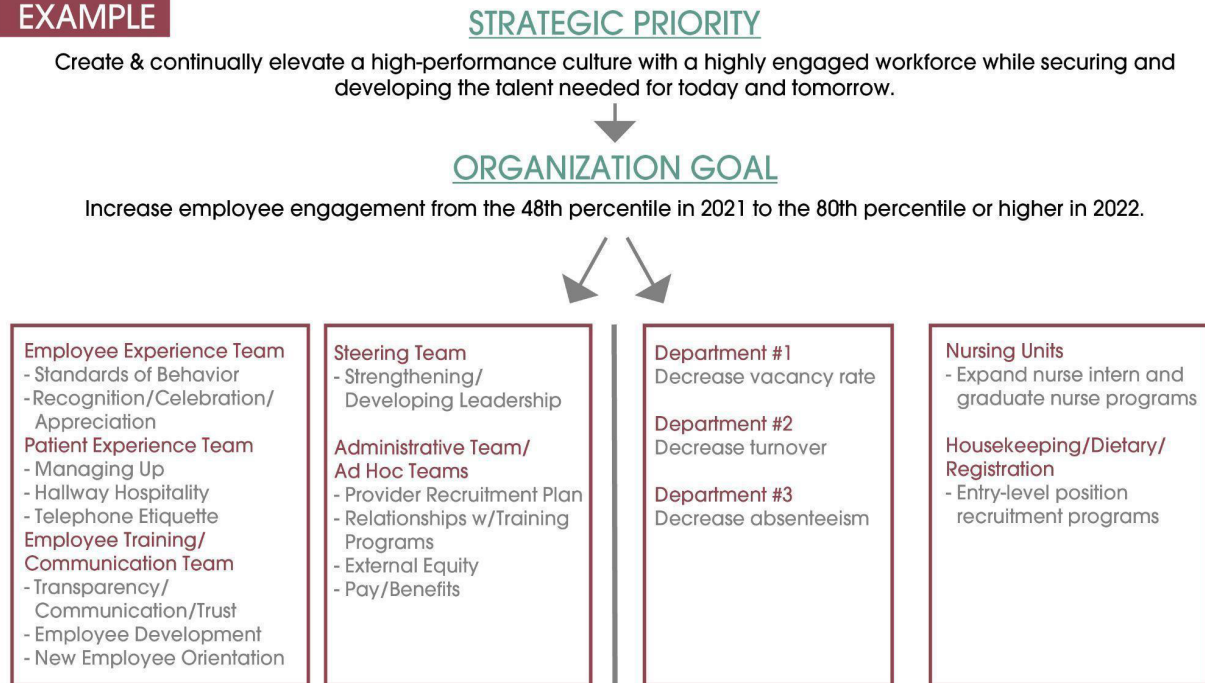 EXAMPLE
STRATEGIC PRIORITY
Create & continually elevate a high-performance culture with a highly engaged workforce while securing and
developing the talent needed for today and tomorrow.
ORGANIZATION GOAL
Increase employee engagement from the 48th percentile in 2021 to the 80th percentile or higher in 2022.
Employee Experience Team
- Standards of Behavior
- Recognition/Celebration/
Appreciation
Patient Experience Team
- Managing Up
- Hallway Hospitality
- Telephone Etiquette
Employee Training/
Communication Team
- Transparency/
Communication/Trust
- Employee Development
- New Employee Orientation
Steering Team
- Strengthening/
Developing Leadership
Administrative Team/
Ad Hoc Teams
- Provider Recruitment Plan
- Relationships w/Training
Programs
- External Equity
- Pay/Benefits
Department #1
Decrease vacancy rate
Department #2
Decrease turnover
Department #3
Decrease absenteeism
Nursing Units
- Expand nurse intern and
graduate nurse programs
Housekeeping/Dietary/
Registration
- Entry-level position
recruitment programs